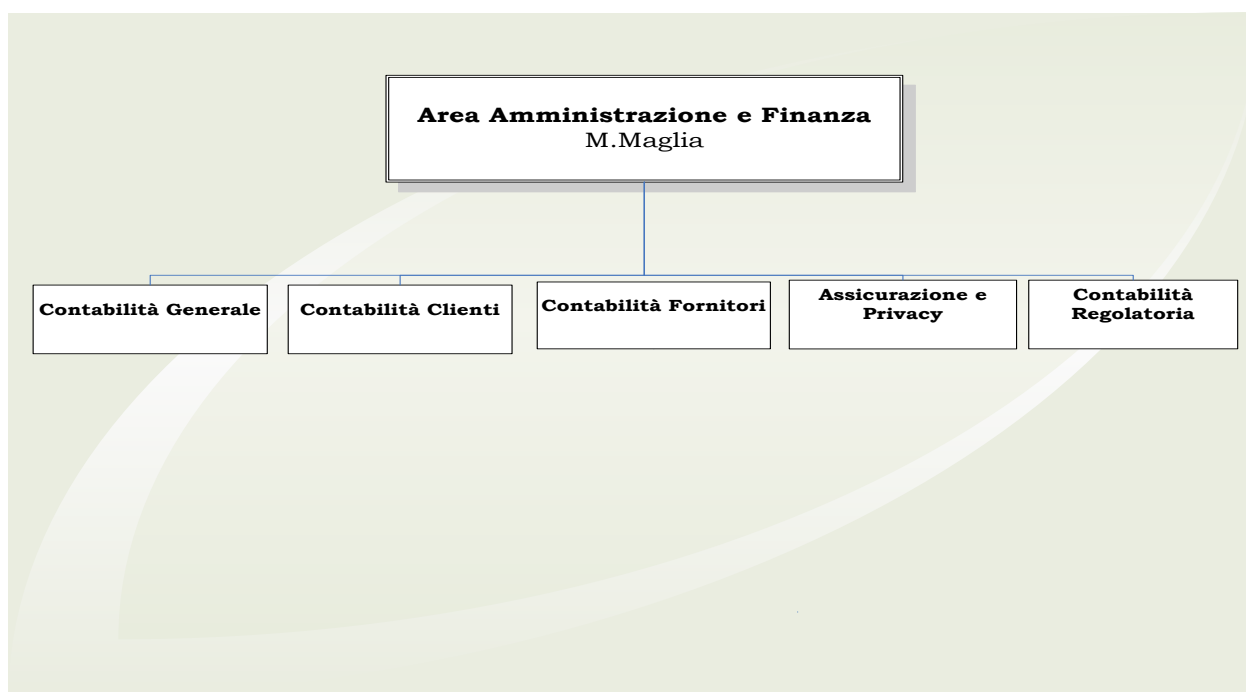 Area Amministrazione e Finanza
M.Maglia
Contabilità Generale
Contabilità Clienti
Contabilità Fornitori
Assicurazione e
Privacy
Contabilità
Regolatoria